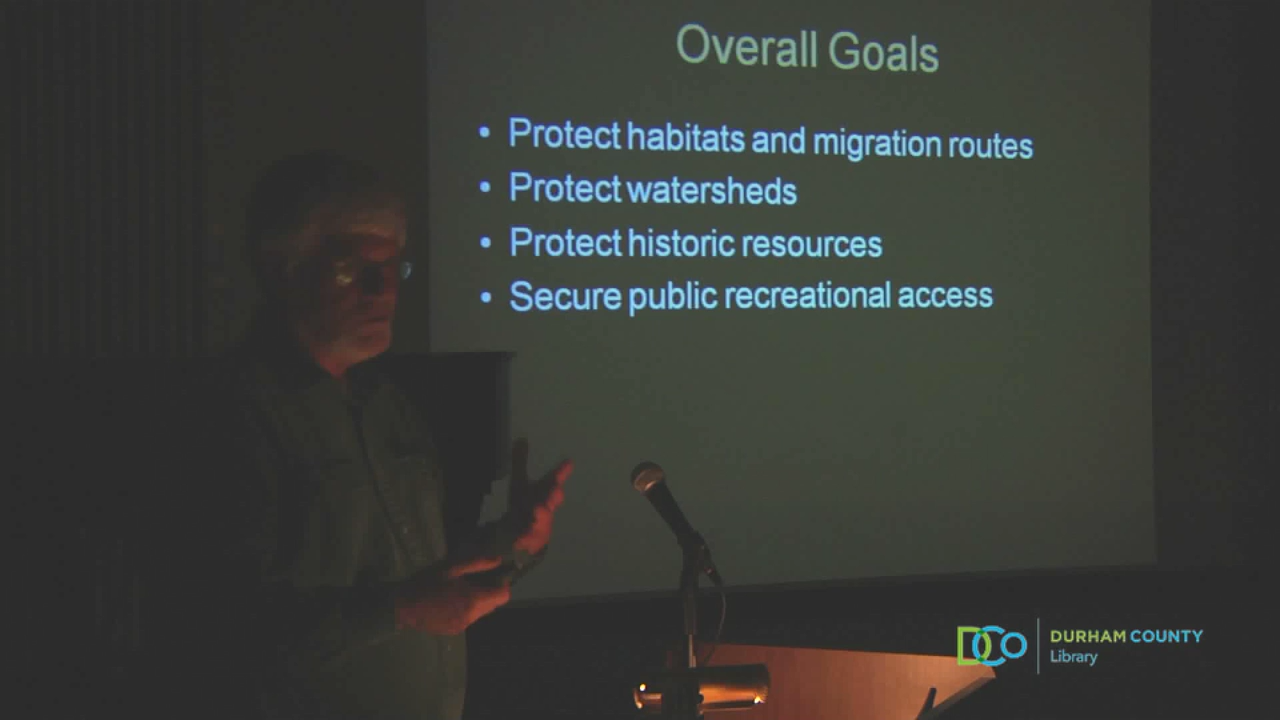 Overall Goals
• Protect habitats and migration routes
• Protect watersheds
• Protect historic resources
• Secure public recreational access
DCo
DURHAM COUNTY
Library